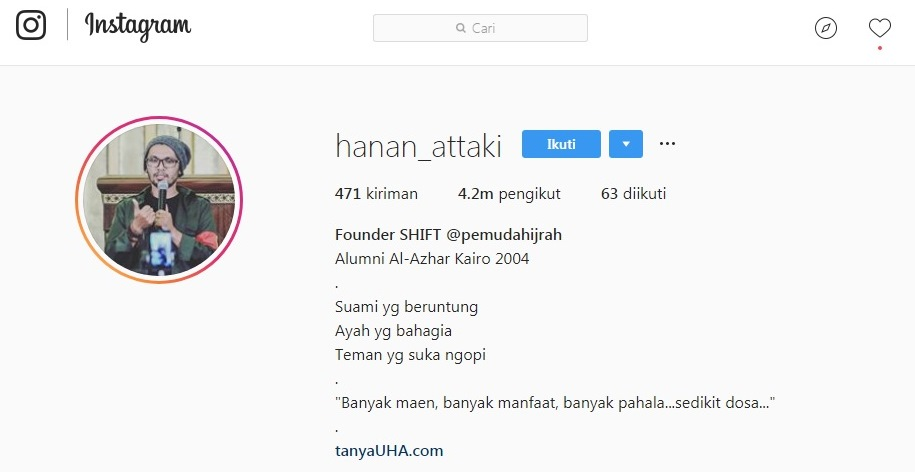 Instagram
Cari
hanan_attaki Ikuti
471 kiriman 4.2m pengikut 63 diikuti
Founder SHIFT @pemudahijrah
Alumni Al-Azhar Kairo 2004
.
Suami yg beruntung
Ayah yg bahagia
Teman yg suka ngopi
.
"Banyak maen, banyak manfaat, banyak pahala...sedikit dosa..."
.
tanyaUHA.com